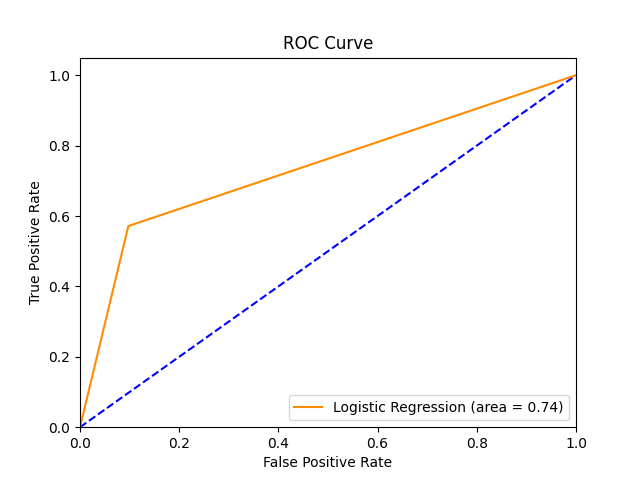 ROC Curve
1.0
0.8
0.6
0.4
0.2
0.0
True Positive Rate
0.0 0.2 0.4 0.6 0.8 1.0
False Positive Rate
Logistic Regression (area = 0.74)